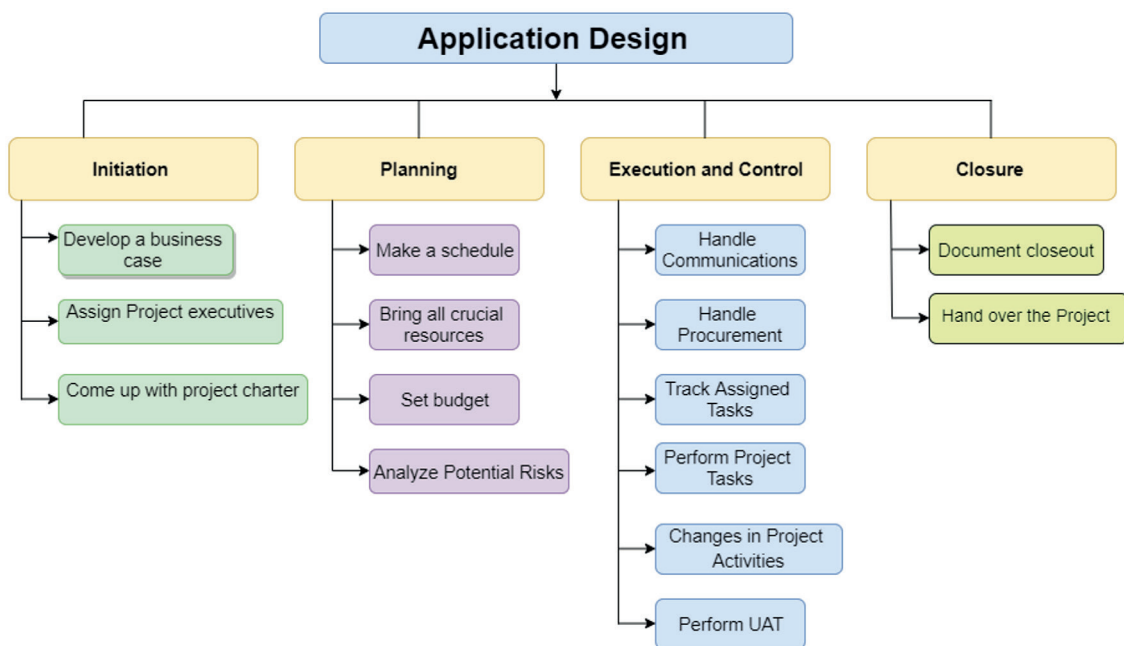 Application Design
Initiation
Develop a business
case
Assign Project executives
Come up with project charter
Planning
Make a schedule
Bring all crucial
resources
Set budget
Analyze Potential Risks
Execution and Control
Handle
Communications
Handle
Procurement
Track Assigned
Tasks
Perform Project
Tasks
Changes in Project
Activities
Perform UAT
Closure
Document closeout
Hand over the Project